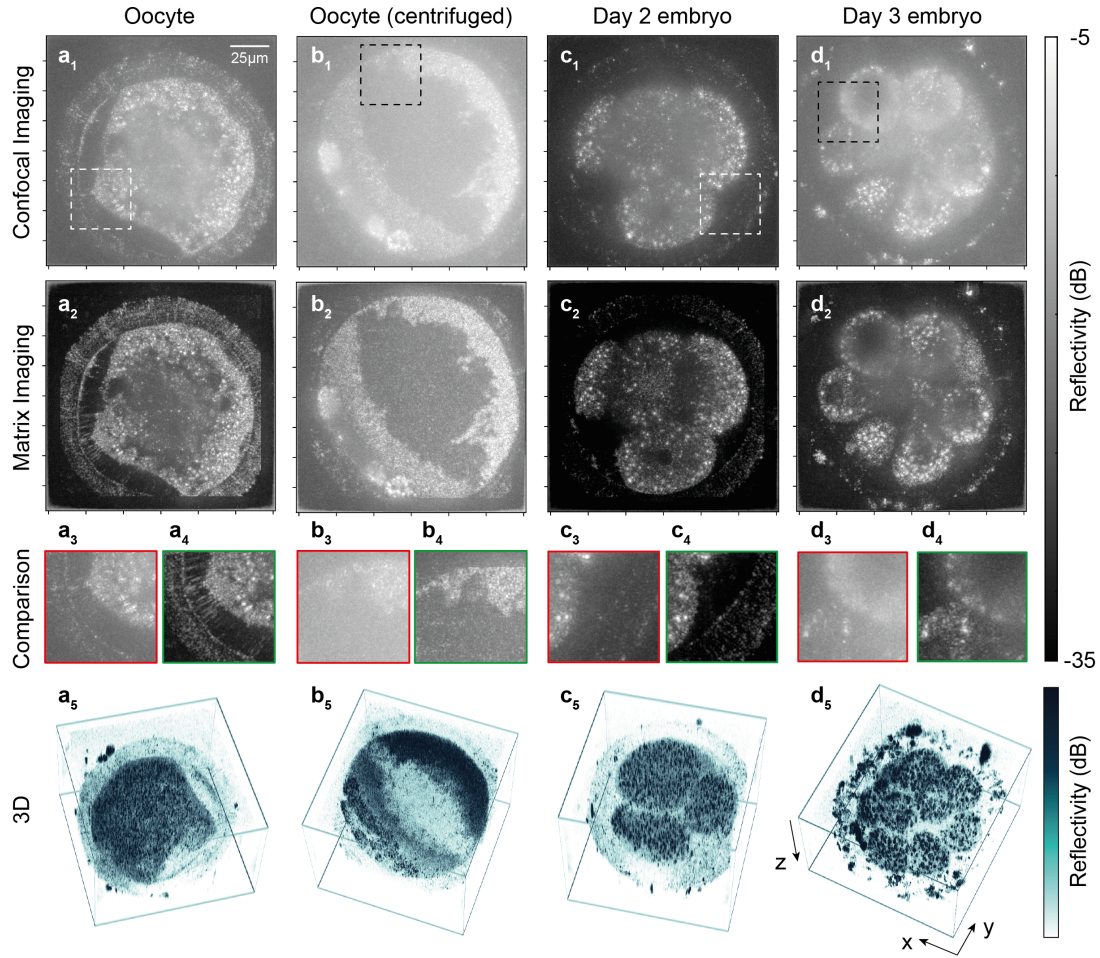 Oocyte
Oocyte (centrifuged)
Day 2 embryo
Day 3 embryo
Confocal Imaging
a1
25μm
b1
c1
d1
-5
Matrix Imaging
a2
b2
c2
d2
Reflectivity (dB)
Comparison
a3
a4
b3
b4
c3
c4
d3
d4
-35
3D
a5
b5
c5
d5
z
x
y
Reflectivity (dB)